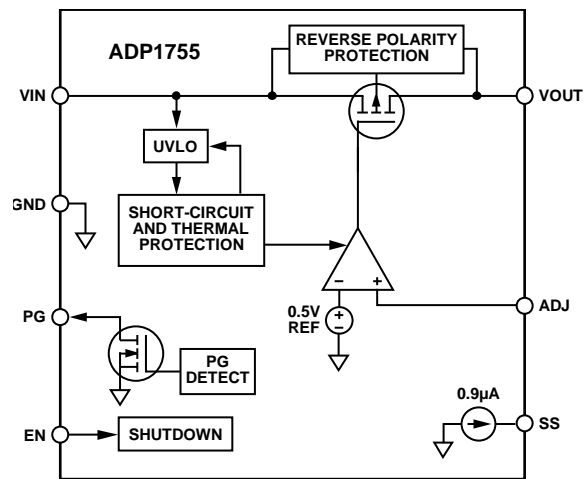 ADP1755
REVERSE POLARITY
PROTECTION
VIN
VOUT
UVLO
GND
SHORT-CIRCUIT
AND THERMAL
PROTECTION
–
+
0.5V
REF
+
–
ADJ
PG
PG
DETECT
0.9µA
SS
EN
SHUTDOWN